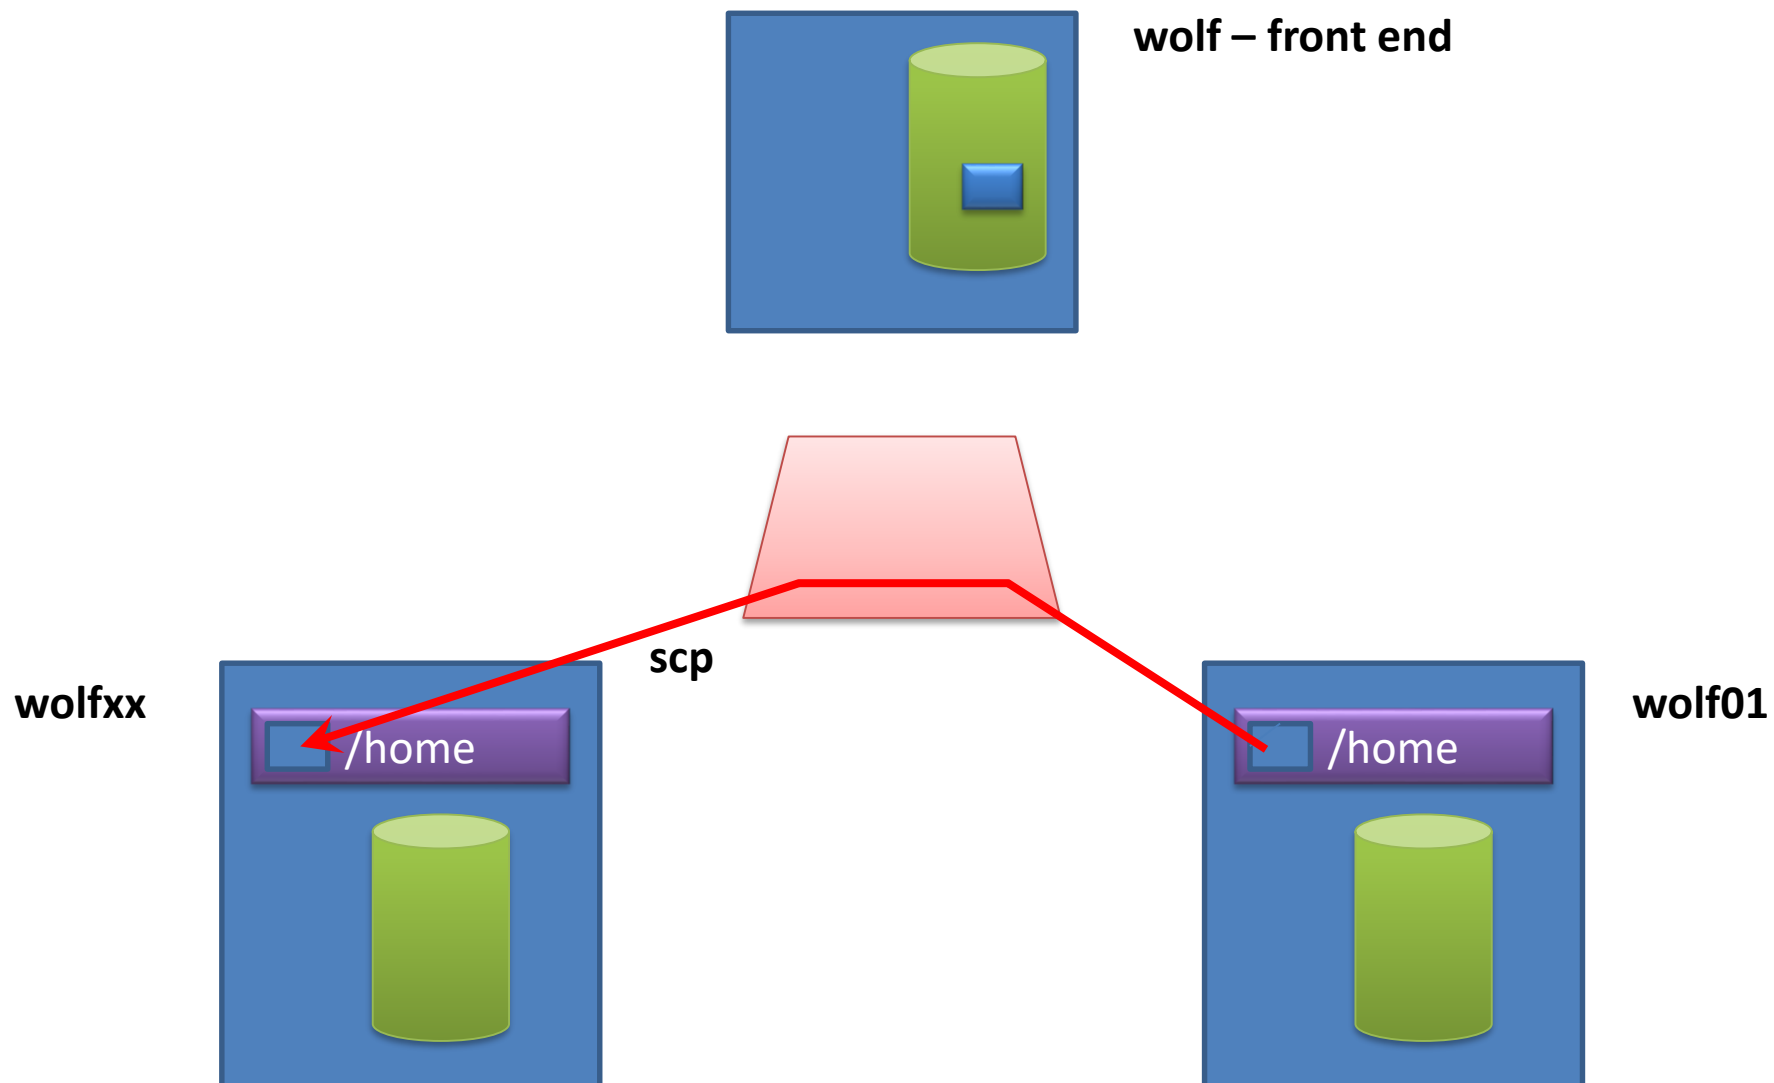 wolf – front end
scp
wolfxx
wolf01
/home
/home